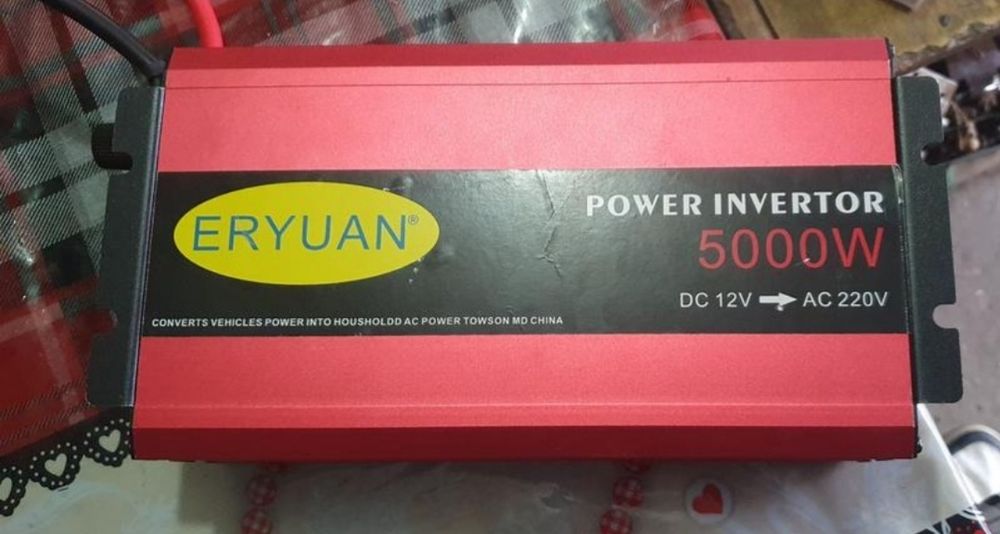 ERYUAN®
POWER INVERTOR
5000W
DC 12V ➡ AC 220V
CONVERTS VEHICLES POWER INTO HOUSHOLDD AC POWER TOWSON MD CHINA